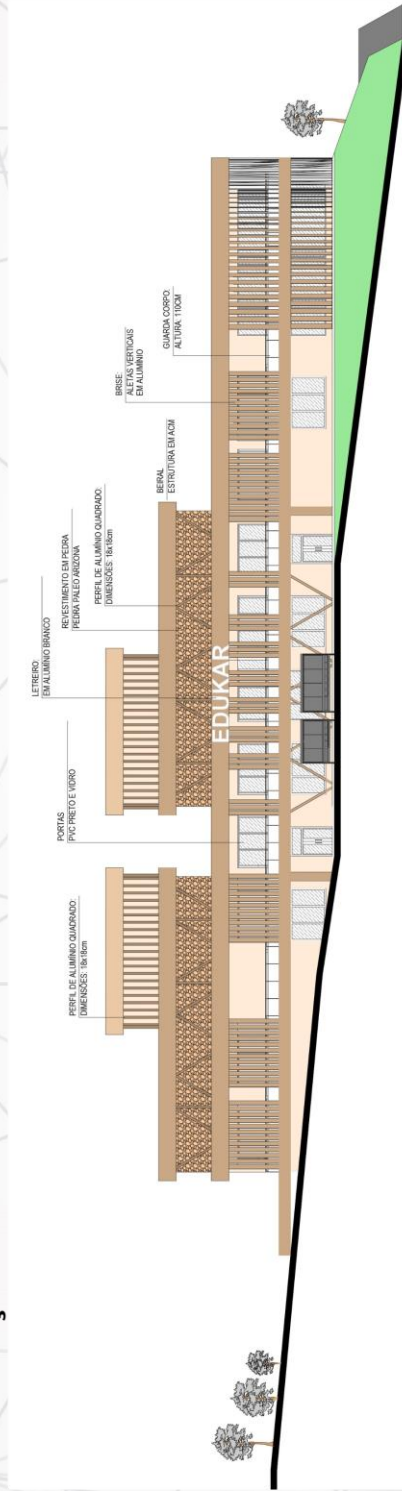 PERFIL DE ALUMÍNIO QUADRADO:
DIMENSÕES: 18x18cm
PORTAS
PVC PRETO E VIDRO
LETREIRO:
EM ALUMÍNIO BRANCO
REVESTIMENTO EM PEDRA
PEDRA PALEO ARIZONA
PERFIL DE ALUMÍNIO QUADRADO:
DIMENSÕES: 18x18cm
BEIRAL
ESTRUTURA EM ACM
BRISE:
ALETAS VERTICAIS
EM ALUMÍNIO
GUARDA CORPO:
ALTURA: 110CM
EDUKAR